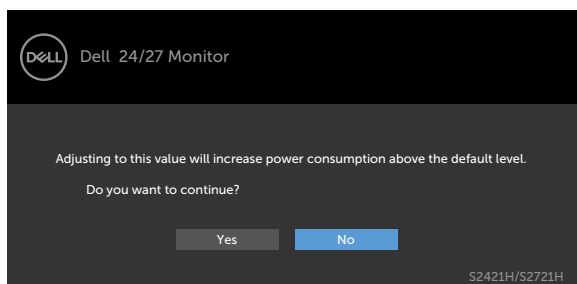 DELL Dell 24/27 Monitor
Adjusting to this value will increase power consumption above the default level.
Do you want to continue?
Yes No
S2421H/S2721H